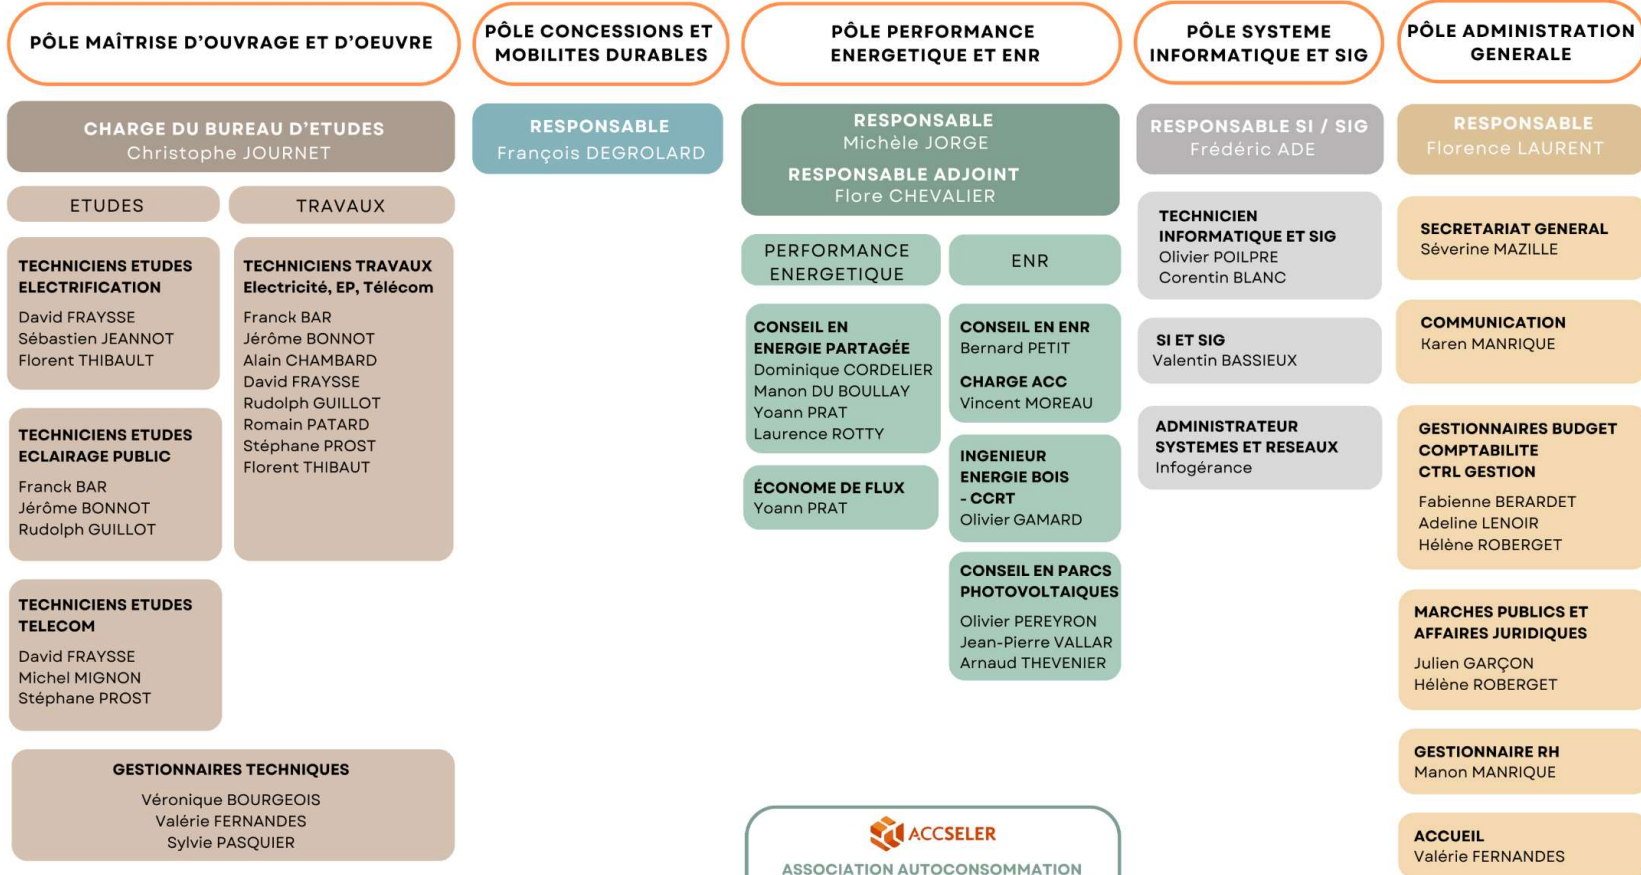 PÔLE MAÎTRISE D'OUVRAGE ET D'OEUVRE
CHARGE DU BUREAU D'ETUDES
Christophe JOURNET
ETUDES
TECHNICIENS ETUDES
ELECTRIFICATION
David FRAYSSE
Sébastien JEANNOT
Florent THIBAULT
TECHNICIENS ETUDES
ECLAIRAGE PUBLIC
Franck BAR
Jérôme BONNOT
Rudolph GUILLOT
TECHNICIENS ETUDES
TELECOM
David FRAYSSE
Michel MIGNON
Stéphane PROST
TRAVAUX
TECHNICIENS TRAVAUX
Electricité, EP, Télécom
Franck BAR
Jérôme BONNOT
Alain CHAMBARD
David FRAYSSE
Rudolph GUILLOT
Romain PATARD
Stéphane PROST
Florent THIBAUT
GESTIONNAIRES TECHNIQUES
Véronique BOURGEOIS
Valérie FERNANDES
Sylvie PASQUIER
PÔLE CONCESSIONS ET
MOBILITES DURABLES
RESPONSABLE
François DEGROLARD
PÔLE PERFORMANCE
ENERGETIQUE ET ENR
RESPONSABLE
Michèle JORGE
RESPONSABLE ADJOINT
Flore CHEVALIER
PERFORMANCE
ENERGETIQUE
CONSEIL EN
ENERGIE PARTAGÉE
Dominique CORDELIER
Manon DU BOULLAY
Yoann PRAT
Laurence ROTTY
ÉCONOME DE FLUX
Yoann PRAT
ENR
CONSEIL EN ENR
Bernard PETIT
CHARGE ACC
Vincent MOREAU
INGENIEUR
ENERGIE BOIS
- CCRT
Olivier GAMARD
CONSEIL EN PARCS
PHOTOVOLTAIQUES
Olivier PEREYRON
Jean-Pierre VALLAR
Arnaud THEVENIER
ACCSELER
ASSOCIATION AUTOCONSOMMATION
PÔLE SYSTEME
INFORMATIQUE ET SIG
RESPONSABLE SI / SIG
Frédéric ADE
TECHNICIEN
INFORMATIQUE ET SIG
Olivier POILPRE
Corentin BLANC
SI ET SIG
Valentin BASSIEUX
ADMINISTRATEUR
SYSTEMES ET RESEAUX
Infogérance
PÔLE ADMINISTRATION
GENERALE
RESPONSABLE
Florence LAURENT
SECRETARIAT GENERAL
Séverine MAZILLE
COMMUNICATION
Karen MANRIQUE
GESTIONNAIRES BUDGET
COMPTABILITE
CTRL GESTION
Fabienne BERARDET
Adeline LENOIR
Hélène ROBERGET
MARCHES PUBLICS ET
AFFAIRES JURIDIQUES
Julien GARÇON
Hélène ROBERGET
GESTIONNAIRE RH
Manon MANRIQUE
ACCUEIL
Valérie FERNANDES